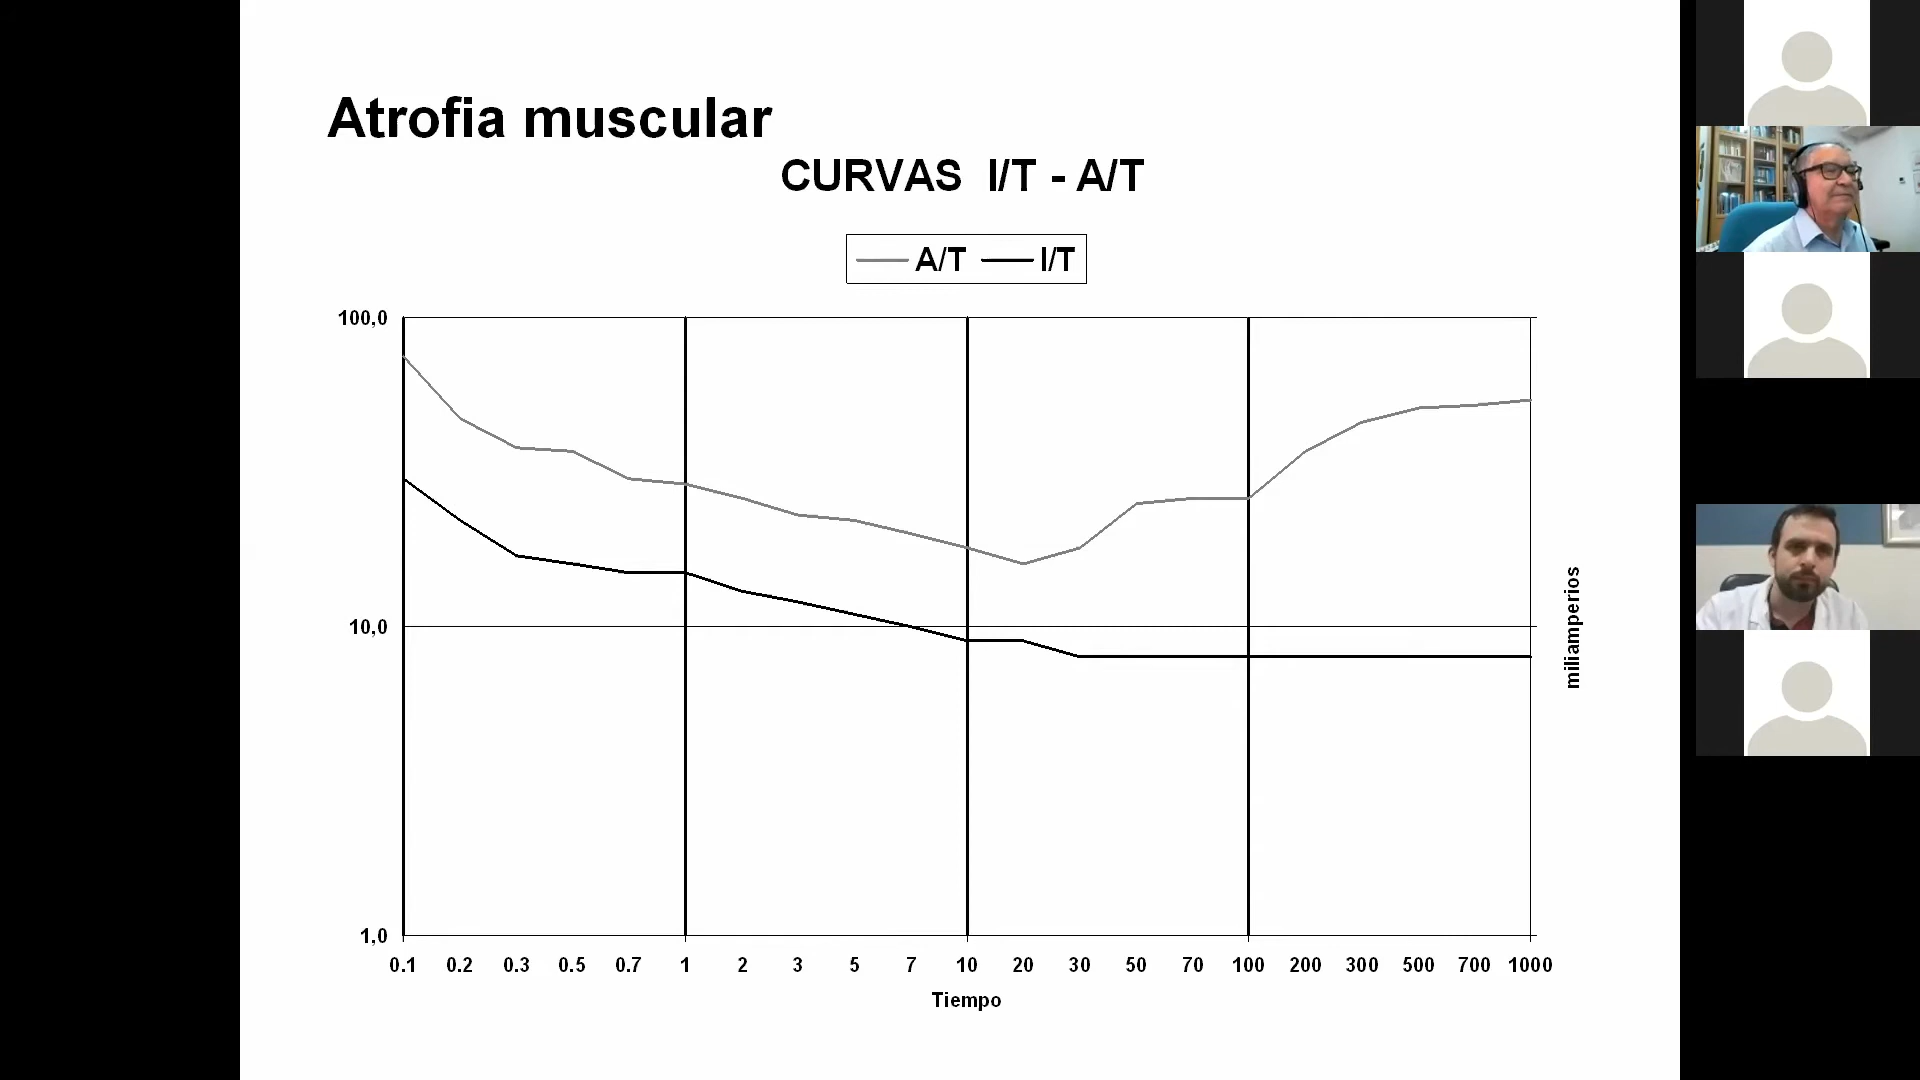 Atrofia muscular
CURVAS I/T - A/T
A/T I/T
100,0
10,0
1,0
0.1 0.2 0.3 0.5 0.7 1 2 3 5 7 10 20 30 50 70 100 200 300 500 700 1000
Tiempo
miliamperios